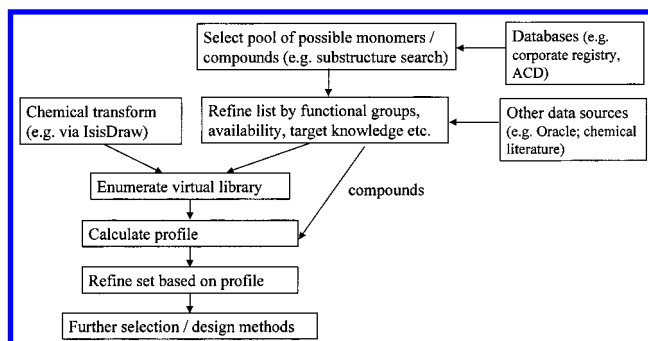 Select pool of possible monomers /
compounds (e.g. substructure search)
Databases (e.g.
corporate registry,
ACD)
Chemical transform
(e.g. via IsisDraw)
Refine list by functional groups,
availability, target knowledge etc.
Other data sources
(e.g. Oracle; chemical
literature)
Enumerate virtual library
compounds
Calculate profile
Refine set based on profile
Further selection / design methods